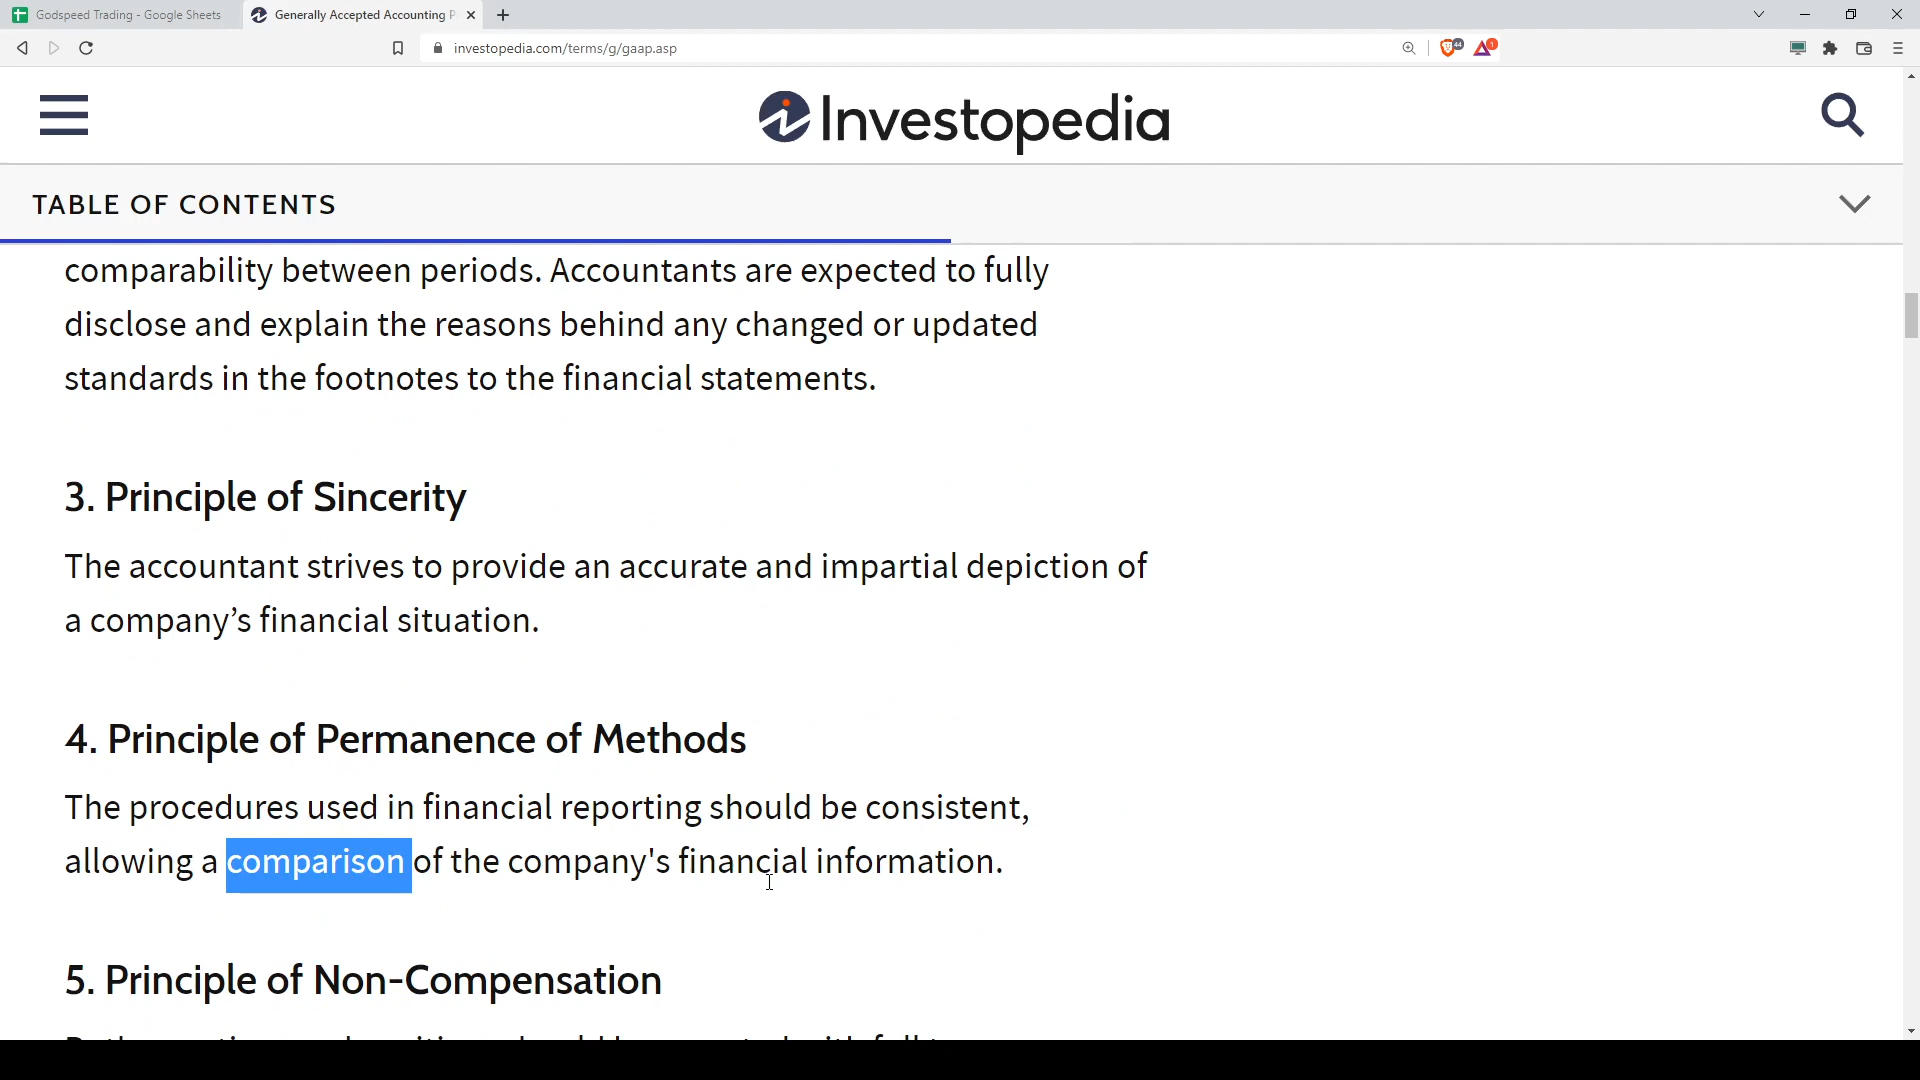 Godspeed Trading - Google Sheets
Generally Accepted Accounting P
investopedia.com/terms/g/gaap.asp
44
1
Investopedia
TABLE OF CONTENTS
comparability between periods. Accountants are expected to fully
disclose and explain the reasons behind any changed or updated
standards in the footnotes to the financial statements.
3. Principle of Sincerity
The accountant strives to provide an accurate and impartial depiction of
a company’s financial situation.
4. Principle of Permanence of Methods
The procedures used in financial reporting should be consistent,
allowing a comparison of the company's financial information.
5. Principle of Non-Compensation